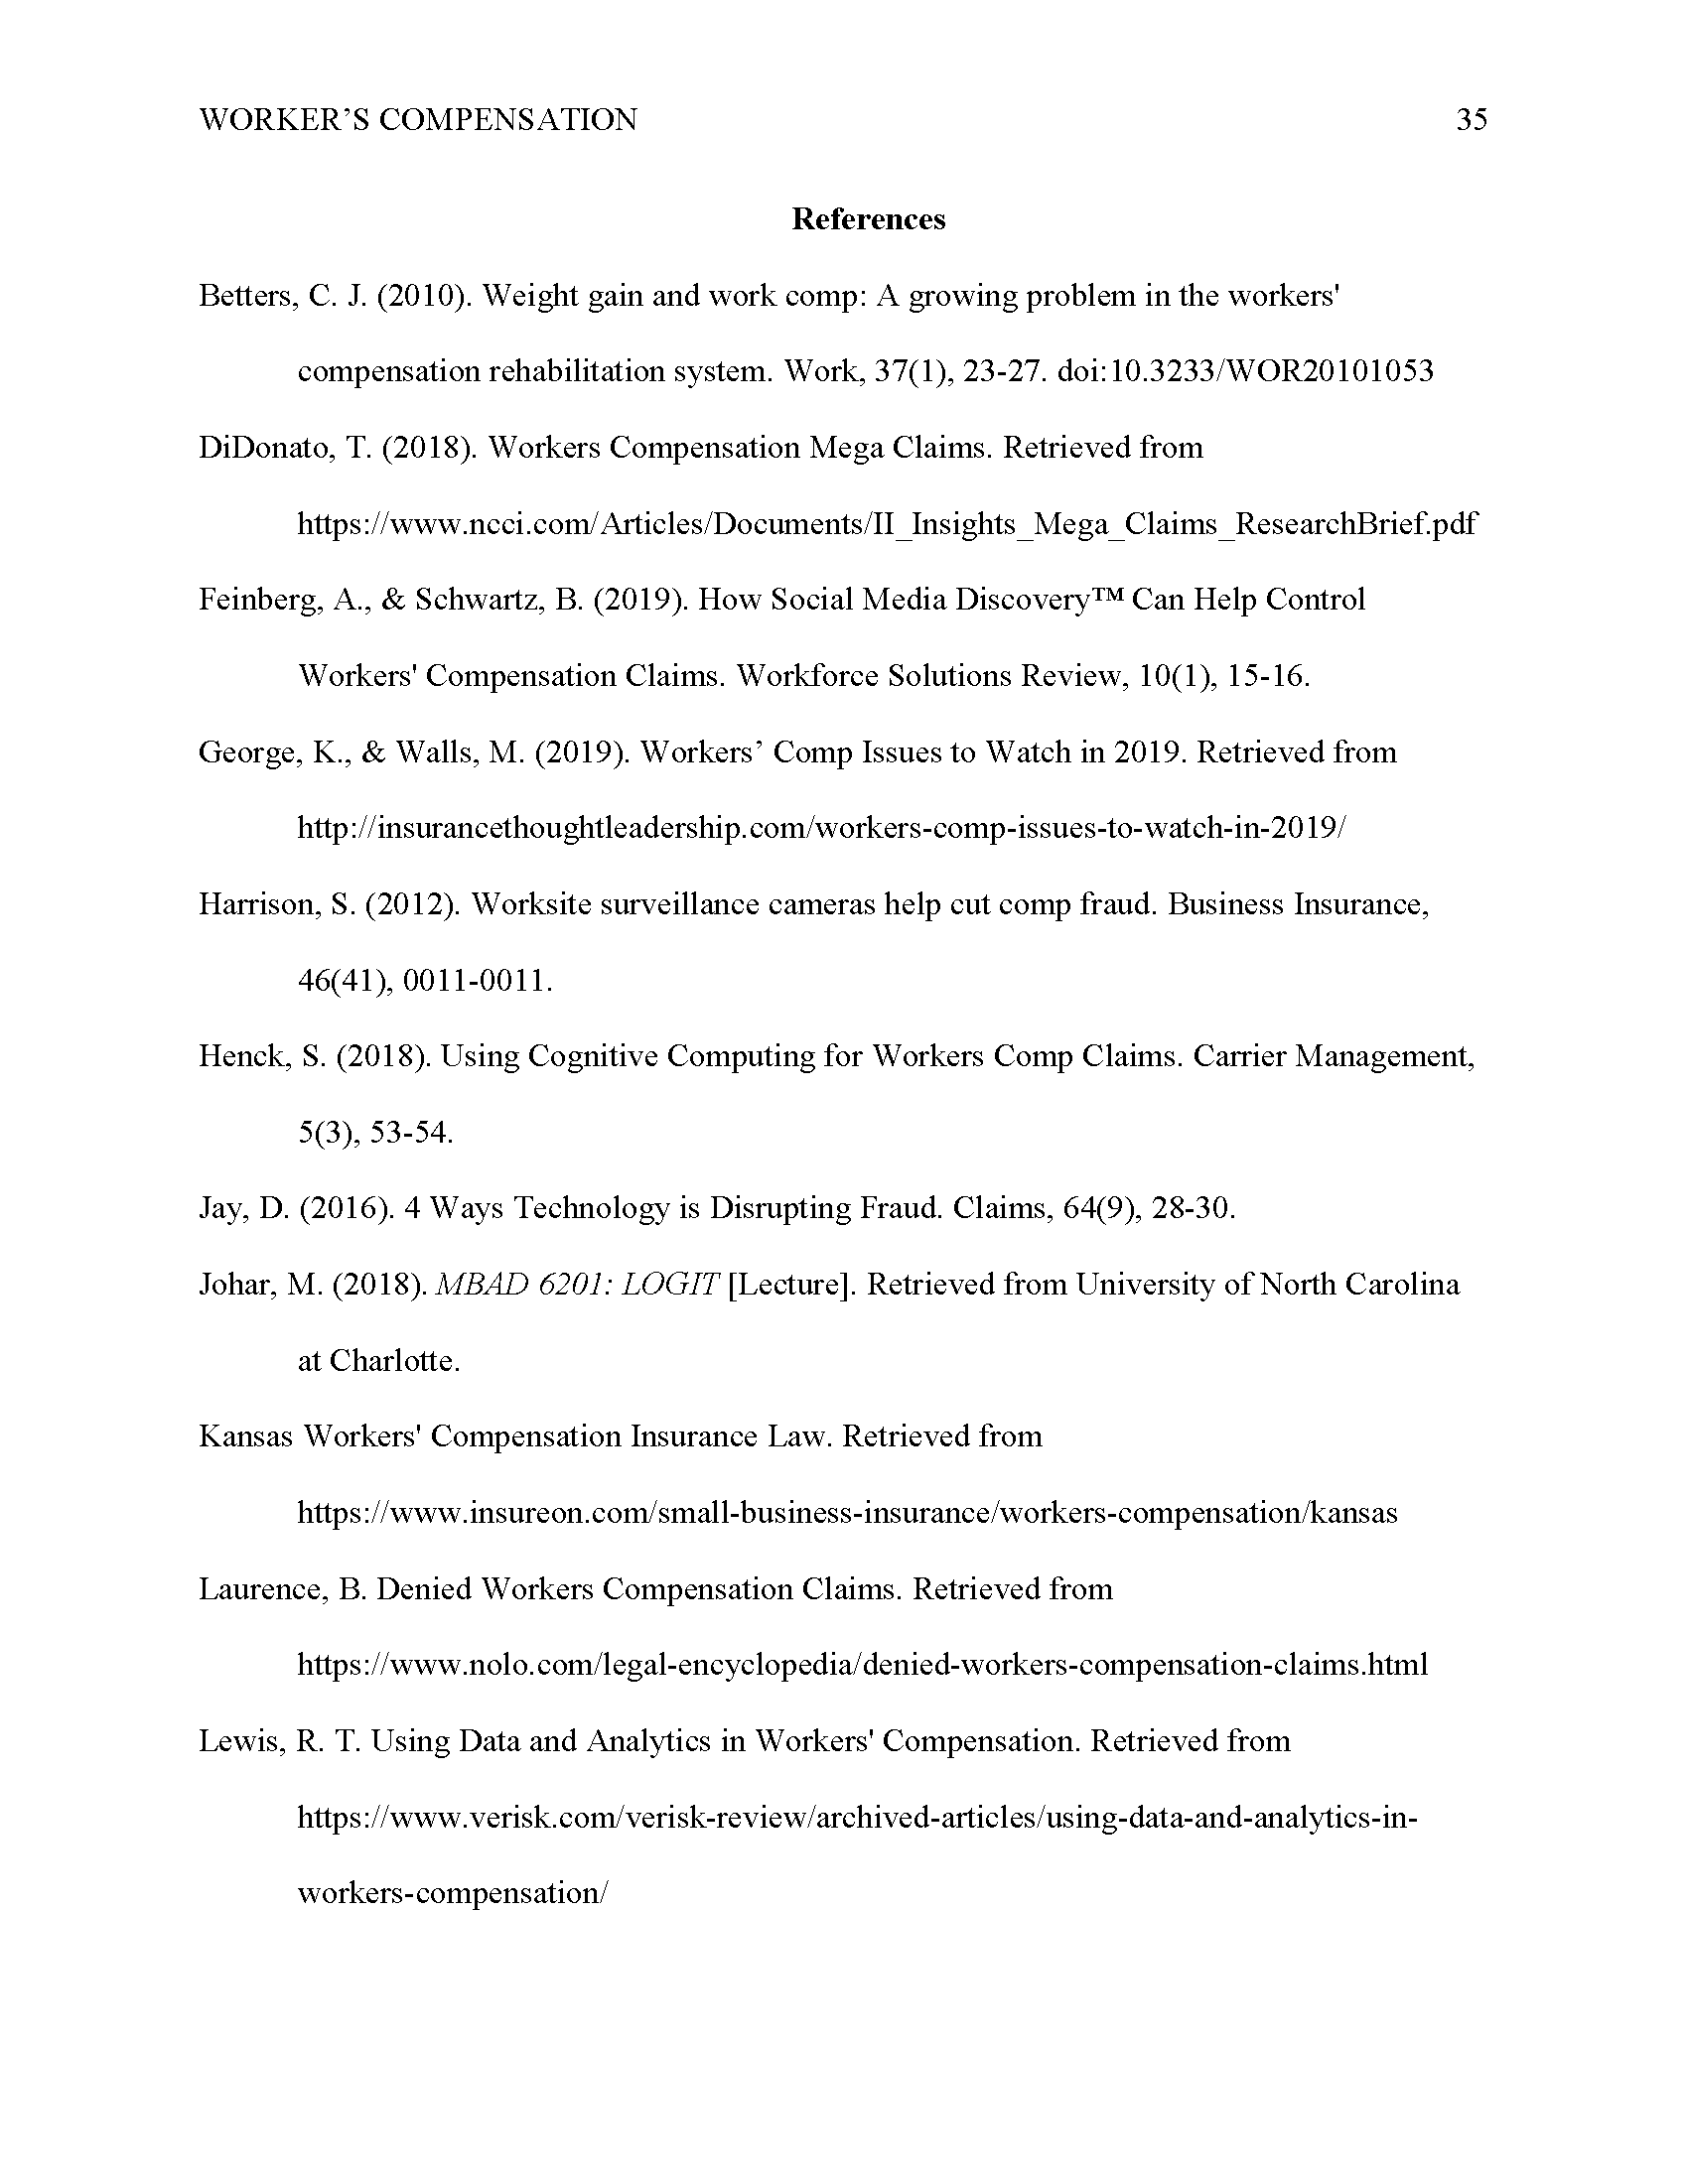 WORKER’S COMPENSATION 35
References
Betters, C. J. (2010). Weight gain and work comp: A growing problem in the workers'
compensation rehabilitation system. Work, 37(1), 23-27. doi:10.3233/WOR20101053
DiDonato, T. (2018). Workers Compensation Mega Claims. Retrieved from
https://www.ncci.com/Articles/Documents/II_Insights_Mega_Claims_ResearchBrief.pdf
Feinberg, A., & Schwartz, B. (2019). How Social Media Discovery™ Can Help Control
Workers' Compensation Claims. Workforce Solutions Review, 10(1), 15-16.
George, K., & Walls, M. (2019). Workers’ Comp Issues to Watch in 2019. Retrieved from
http://insurancethoughtleadership.com/workers-comp-issues-to-watch-in-2019/
Harrison, S. (2012). Worksite surveillance cameras help cut comp fraud. Business Insurance,
46(41), 0011-0011.
Henck, S. (2018). Using Cognitive Computing for Workers Comp Claims. Carrier Management,
5(3), 53-54.
Jay, D. (2016). 4 Ways Technology is Disrupting Fraud. Claims, 64(9), 28-30.
Johar, M. (2018). MBAD 6201: LOGIT [Lecture]. Retrieved from University of North Carolina
at Charlotte.
Kansas Workers' Compensation Insurance Law. Retrieved from
https://www.insureon.com/small-business-insurance/workers-compensation/kansas
Laurence, B. Denied Workers Compensation Claims. Retrieved from
https://www.nolo.com/legal-encyclopedia/denied-workers-compensation-claims.html
Lewis, R. T. Using Data and Analytics in Workers' Compensation. Retrieved from
https://www.verisk.com/verisk-review/archived-articles/using-data-and-analytics-in-
workers-compensation/